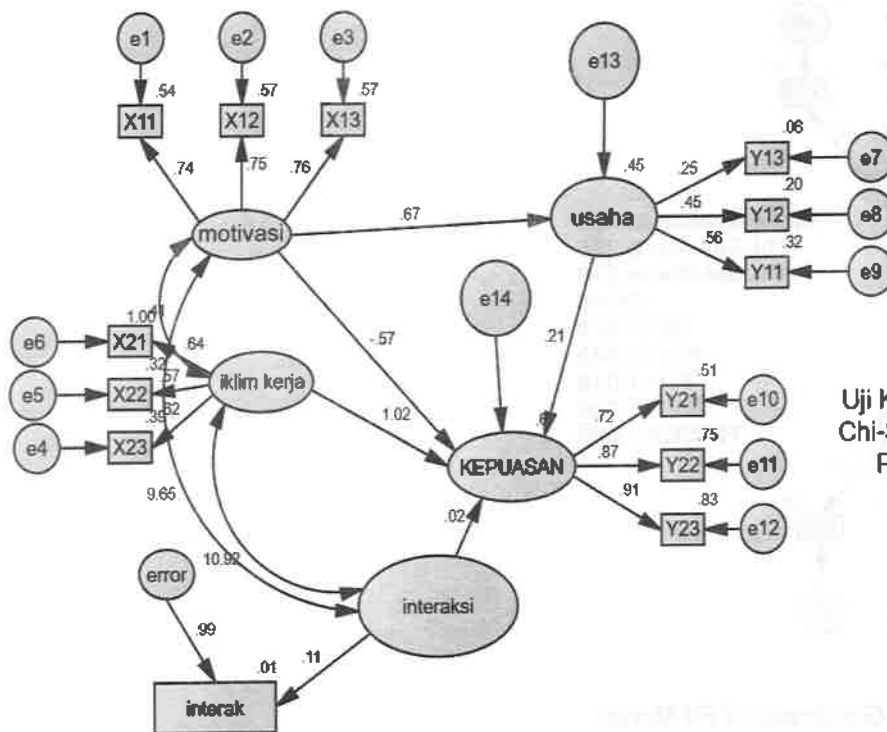 e1 e2 e3
.54 .57 .57
X11 X12 X13
.74 .75 .76
motivasi
e13
.45
usaha
.67
.06
.25 Y13 e7
.20
.45 Y12 e8
.56 .32
Y11 e9
e14
-.57
.21
1.00 .41
e6 X21 .64
.32
e5 X22 .57
e4 X23
iklim kerja
1.02
KEPUASAN
.51
.72 Y21 e10
.75
.87 Y22 e11
.91 .83
Y23 e12
Uji K
Chi-S
P
9.65
10.92
.02
error
interaksi
.99
.01 .11
interak